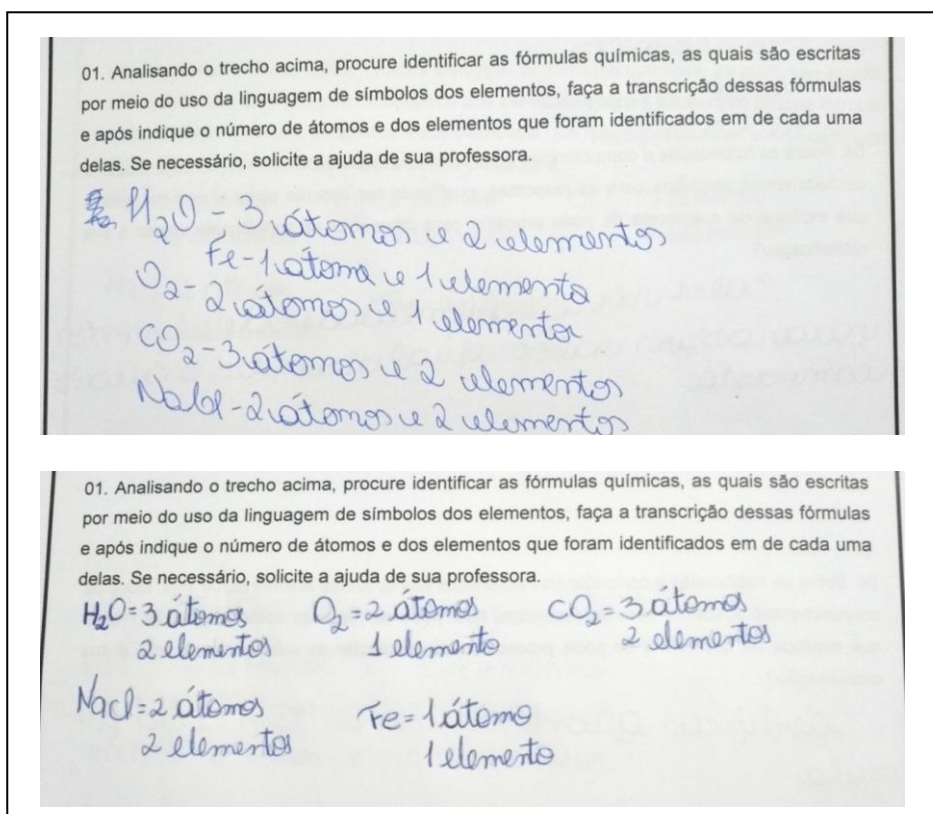 01. Analisando o trecho acima, procure identificar as fórmulas químicas, as quais são escritas
por meio do uso da linguagem de símbolos dos elementos, faça a transcrição dessas fórmulas
e após indique o número de átomos e dos elementos que foram identificados em de cada uma
delas. Se necessário, solicite a ajuda de sua professora.
H₂O - 3 átomos e 2 elementos
Fe - 1 átomo e 1 elemento
O₂ - 2 átomos e 1 elemento
CO₂ - 3 átomos e 2 elementos
NaCl - 2 átomos e 2 elementos
01. Analisando o trecho acima, procure identificar as fórmulas químicas, as quais são escritas
por meio do uso da linguagem de símbolos dos elementos, faça a transcrição dessas fórmulas
e após indique o número de átomos e dos elementos que foram identificados em de cada uma
delas. Se necessário, solicite a ajuda de sua professora.
H₂O = 3 átomos
2 elementos
O₂ = 2 átomos
1 elemento
CO₂ = 3 átomos
2 elementos
NaCl = 2 átomos
2 elementos
Fe = 1 átomo
1 elemento